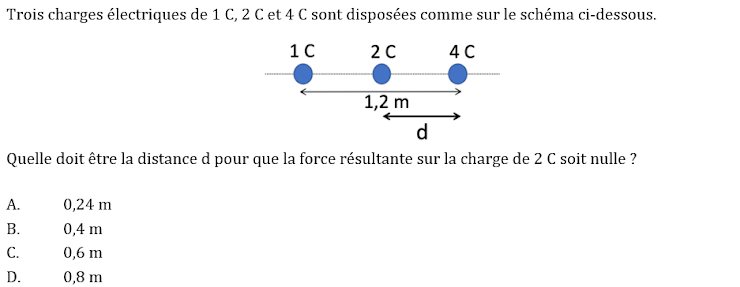 Trois charges électriques de 1 C, 2 C et 4 C sont disposées comme sur le schéma ci-dessous.
1 C 2 C 4 C
1,2 m
d
Quelle doit être la distance d pour que la force résultante sur la charge de 2 C soit nulle ?
A. 0,24 m
B. 0,4 m
C. 0,6 m
D. 0,8 m